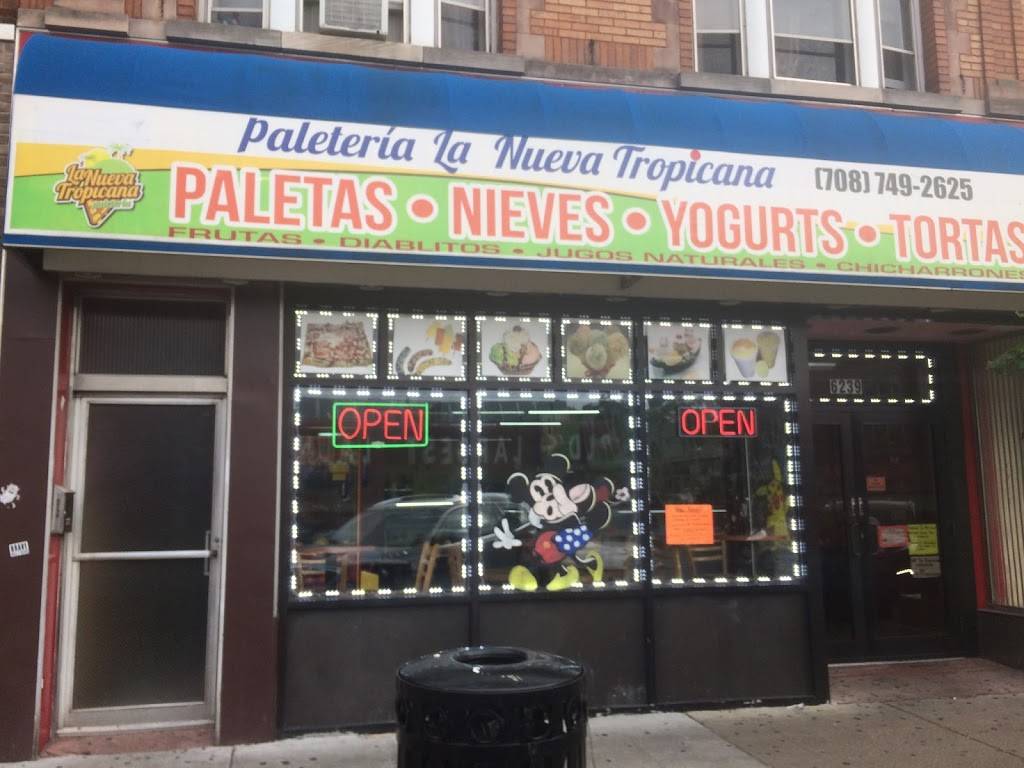 Paletería La Nueva Tropicana (708) 749-2625
La Nueva
Tropicana
PALETAS • NIEVES • YOGURTS • TORTAS
FRUTAS • DIABLITOS • JUGOS NATURALES • CHICHARRONES
6239
OPEN OPEN